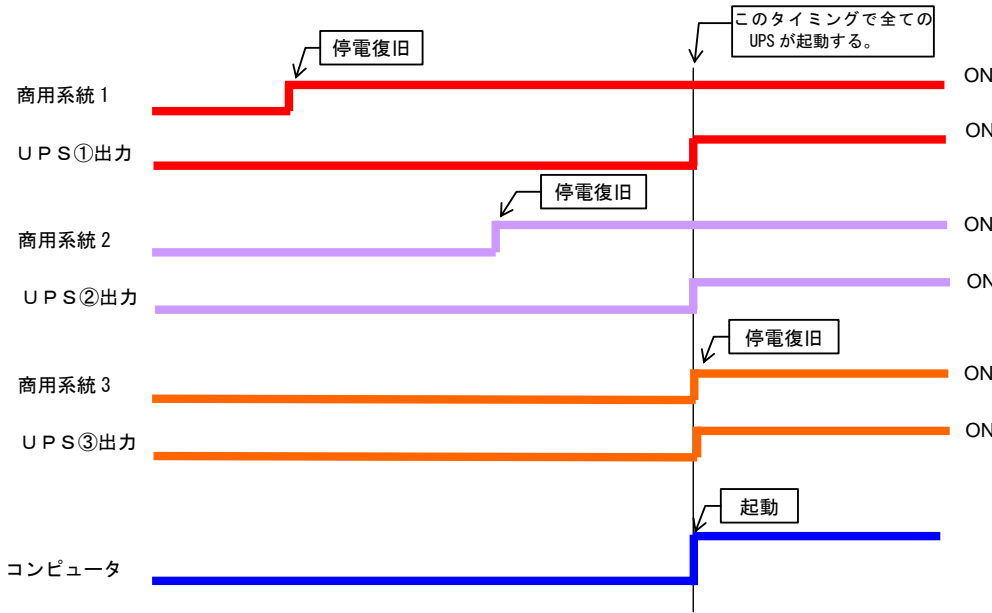 このタイミングで全ての
UPSが起動する。
停電復旧
商用系統1
ON
UPS①出力
ON
停電復旧
商用系統2
ON
UPS②出力
ON
停電復旧
商用系統3
ON
UPS③出力
ON
起動
コンピュータ